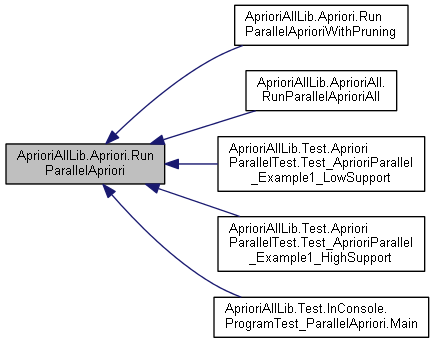 AprioriAllLib.Apriori.Run
ParallelAprioriWithPruning
AprioriAllLib.AprioriAll.
RunParallelAprioriAll
AprioriAllLib.Apriori.Run
ParallelApriori
AprioriAllLib.Test.Apriori
ParallelTest.Test_AprioriParallel
_Example1_LowSupport
AprioriAllLib.Test.Apriori
ParallelTest.Test_AprioriParallel
_Example1_HighSupport
AprioriAllLib.Test.InConsole.
ProgramTest_ParallelApriori.Main